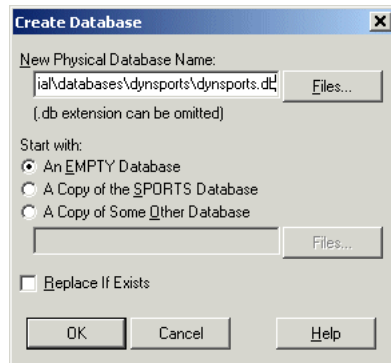 Create Database
New Physical Database Name:
ial\databases\dynsports\dynsports.db
Files...
(.db extension can be omitted)
Start with:
An EMPTY Database
A Copy of the SPORTS Database
A Copy of Some Other Database
Files...
Replace If Exists
OK
Cancel
Help